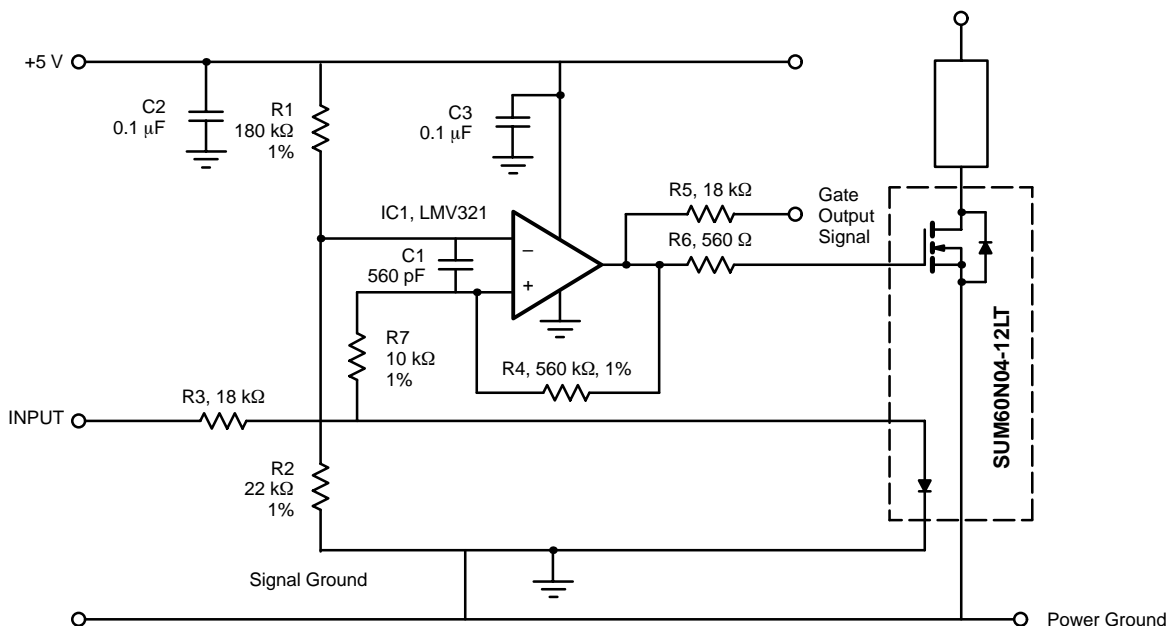 +5 V
C2
0.1 μF
R1
180 kΩ
1%
C3
0.1 μF
R5, 18 kΩ
Gate
Output
Signal
IC1, LMV321
R6, 560 Ω
C1
560 pF
–
+
R7
10 kΩ
1%
R4, 560 kΩ, 1%
R3, 18 kΩ
INPUT
SUM60N04-12LT
R2
22 kΩ
1%
Signal Ground
Power Ground